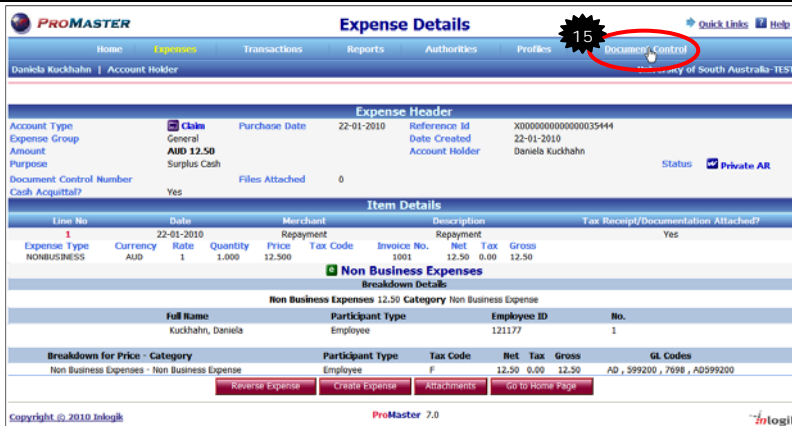 PROMASTER Expense Details Quick Links Help
15
Home Expenses Transactions Reports Authorities Profiles Document Control
Daniela Kuckhahn | Account Holder University of South Australia-TEST
Expense Header
Account Type Claim Purchase Date 22-01-2010 Reference Id X0000000000000035444
Expense Group General Date Created 22-01-2010
Amount AUD 12.50 Account Holder Daniela Kuckhahn
Purpose Surplus Cash Status Private AR
Document Control Number Files Attached 0
Cash Acquittal? Yes
Item Details
Line No Date Merchant Description Tax Receipt/Documentation Attached?
1 22-01-2010 Repayment Repayment Yes
Expense Type Currency Rate Quantity Price Tax Code Invoice No. Net Tax Gross
NONBUSINESS AUD 1 1.000 12.500 1001 12.50 0.00 12.50
Non Business Expenses
Breakdown Details
Non Business Expenses 12.50 Category Non Business Expense
Full Name Participant Type Employee ID No.
Kuckhahn, Daniela Employee 121177 1
Breakdown for Price - Category Participant Type Tax Code Net Tax Gross GL Codes
Non Business Expenses - Non Business Expense Employee F 12.50 0.00 12.50 AD , 599200 , 7698 , AD599200
Reverse Expense Create Expense Attachments Go to Home Page
Copyright © 2010 Inlogik ProMaster 7.0 inlogik